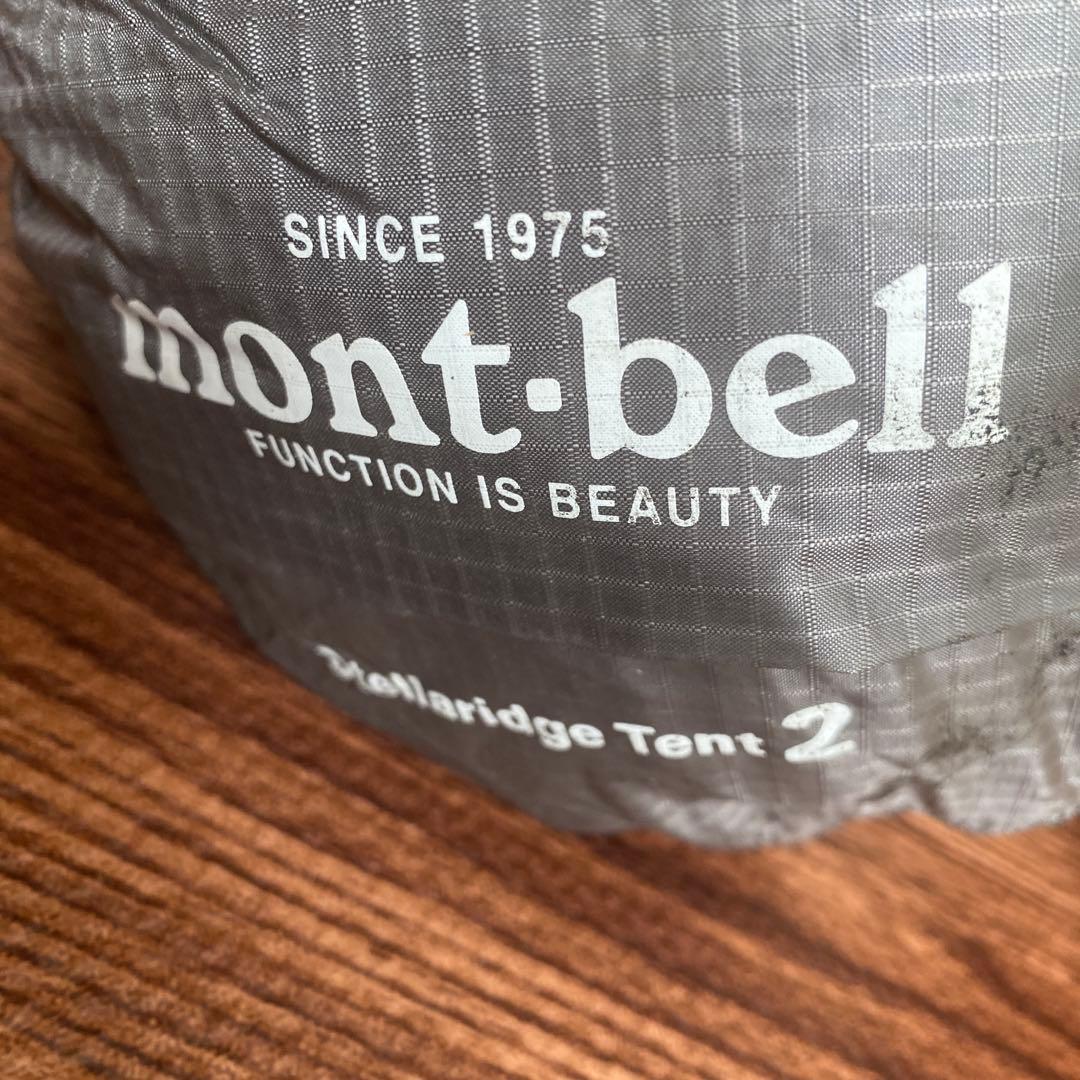 SINCE 1975
mont·bell
FUNCTION IS BEAUTY
Stellaridge Tent 2